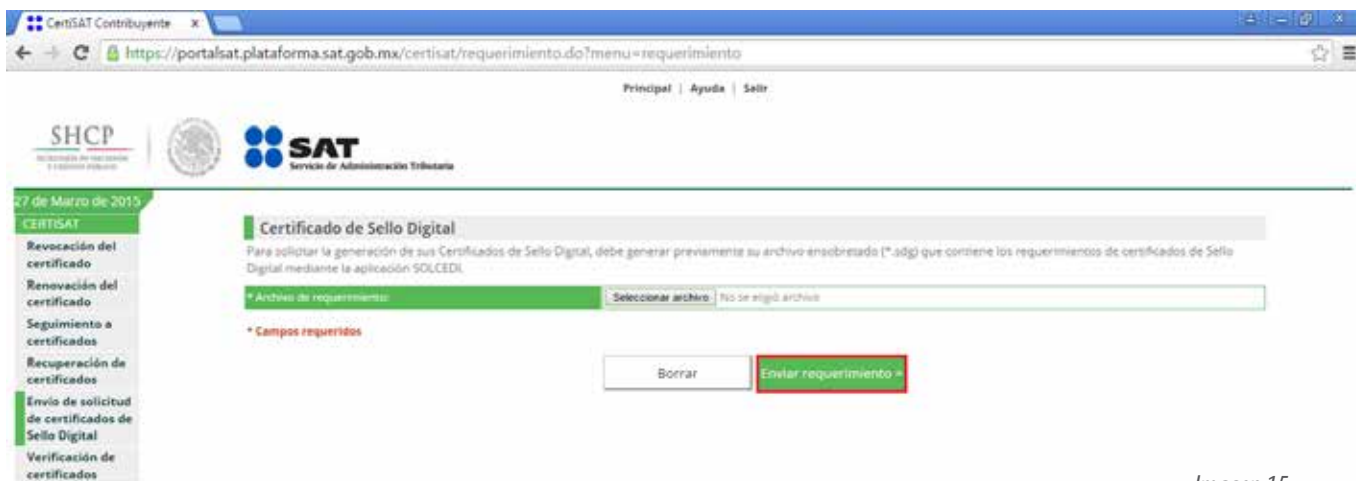 CertiSAT Contribuyente x
https://portalsat.plataforma.sat.gob.mx/certisat/requerimiento.do?menu=requerimiento
Principal | Ayuda | Salir
SHCP
SAT
Servicio de Administración Tributaria
27 de Marzo de 2015
CERTISAT
Revocación del
certificado
Renovación del
certificado
Seguimiento a
certificados
Recuperación de
certificados
Envío de solicitud
de certificados de
Sello Digital
Verificación de
certificados
Certificado de Sello Digital
Para solicitar la generación de sus Certificados de Sello Digital, debe generar previamente su archivo ensobretado (*.sdg) que contiene los requerimientos de certificados de Sello
Digital mediante la aplicación SOLCEDI.
* Archivo de requerimiento: Seleccionar archivo No se eligió archivo
* Campos requeridos
Borrar Enviar requerimiento »